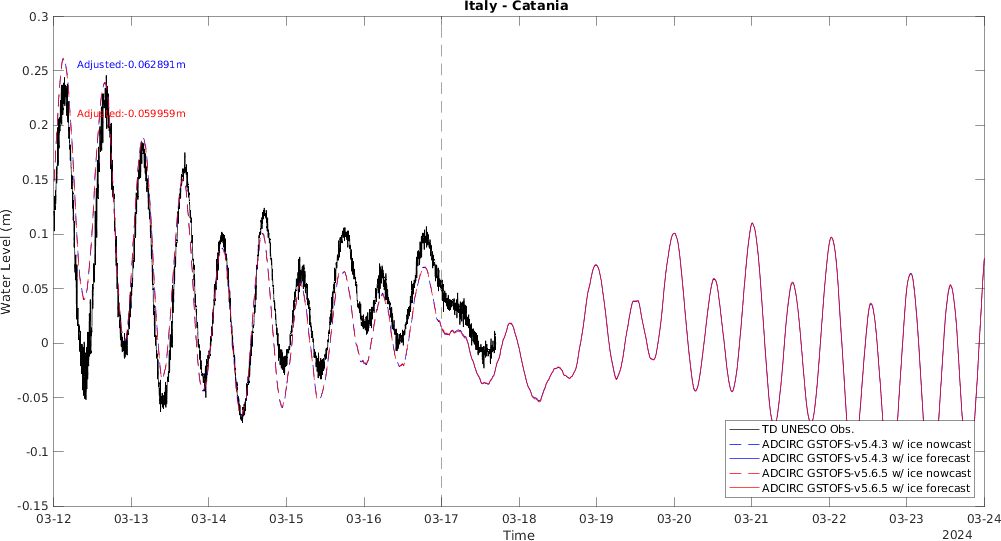 Italy - Catania
0.3
0.25
0.2
0.15
0.1
0.05
0
-0.05
-0.1
-0.15
Water Level (m)
Adjusted:-0.062891m
Adjusted:-0.059959m
TD UNESCO Obs.
ADCIRC GSTOFS-v5.4.3 w/ ice nowcast
ADCIRC GSTOFS-v5.4.3 w/ ice forecast
ADCIRC GSTOFS-v5.6.5 w/ ice nowcast
ADCIRC GSTOFS-v5.6.5 w/ ice forecast
03-12 03-13 03-14 03-15 03-16 03-17 03-18 03-19 03-20 03-21 03-22 03-23 03-24
Time
2024